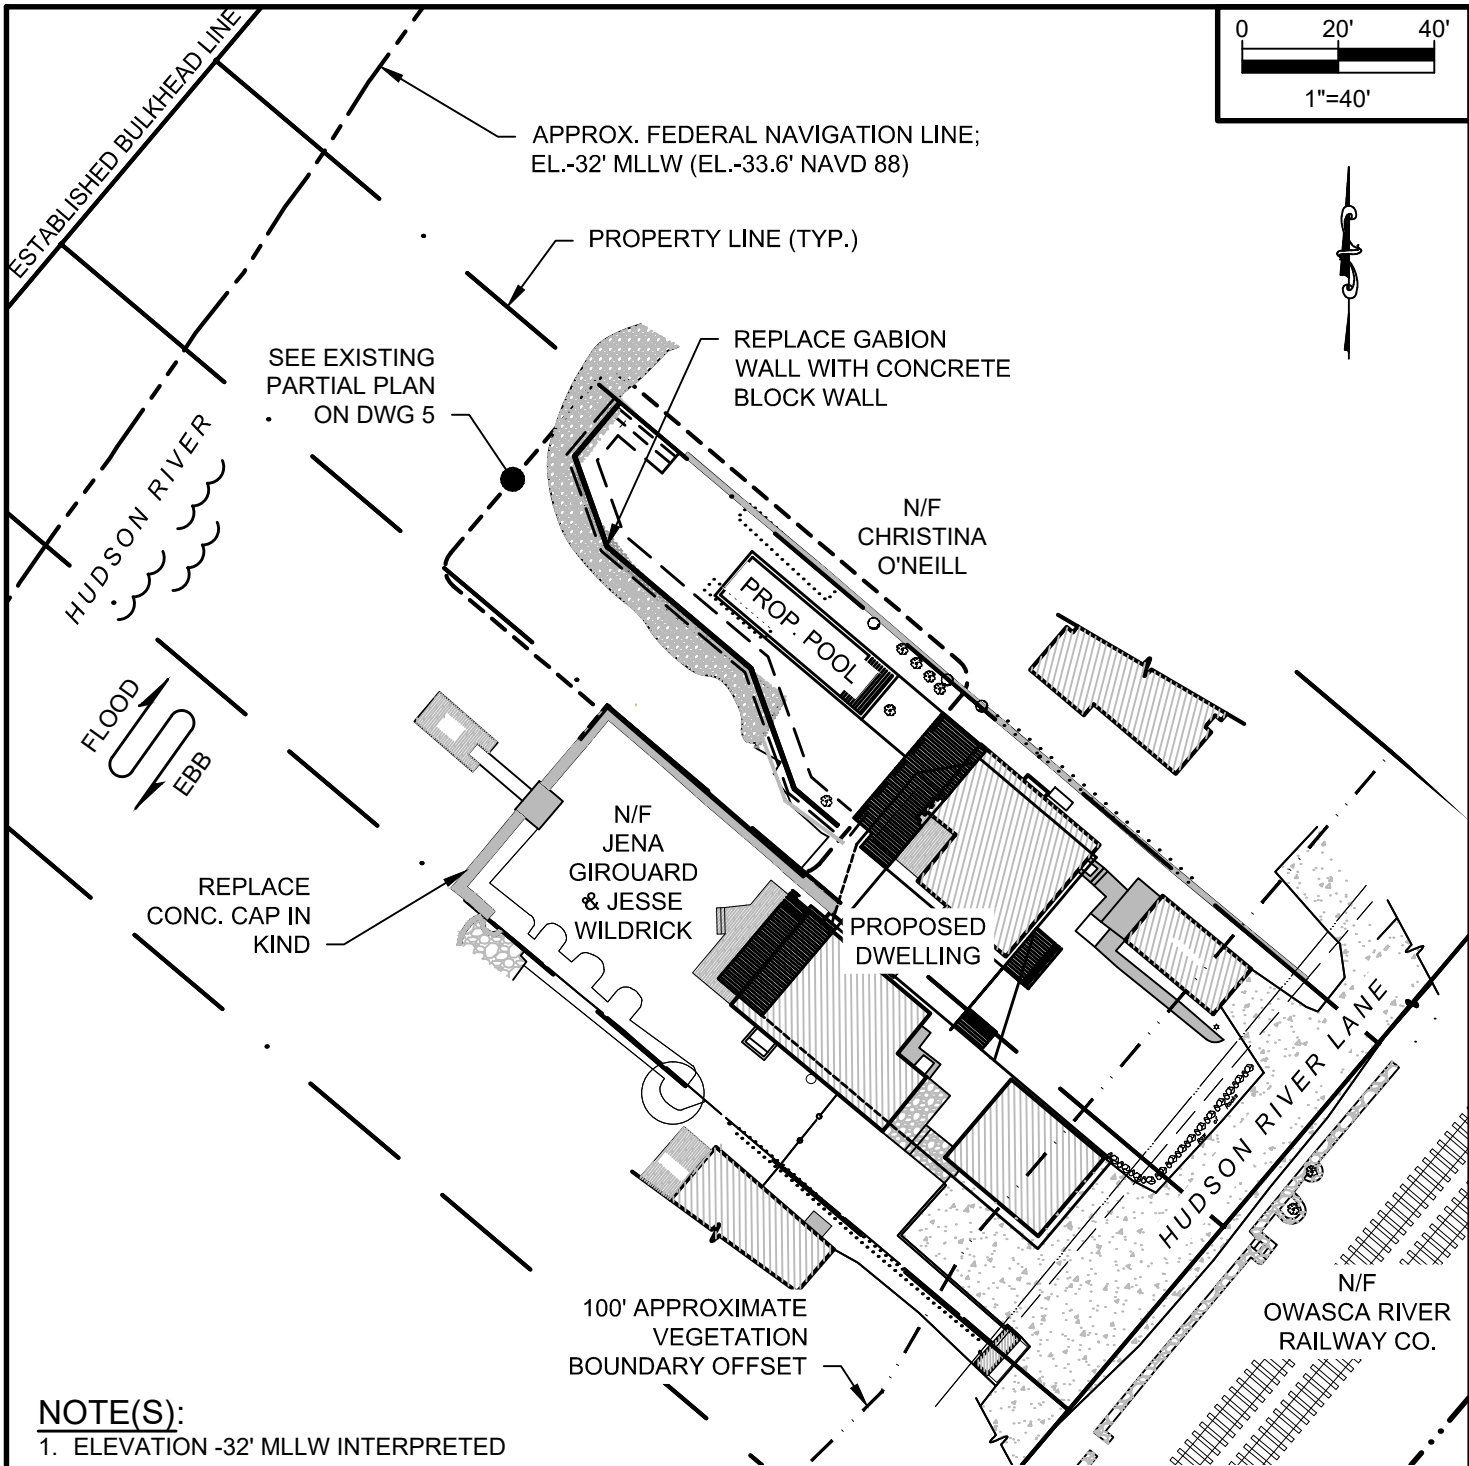 ESTABLISHED BULKHEAD LINE
0 20' 40'
1"=40'
APPROX. FEDERAL NAVIGATION LINE;
EL.-32' MLLW (EL.-33.6' NAVD 88)
PROPERTY LINE (TYP.)
SEE EXISTING
PARTIAL PLAN
ON DWG 5
REPLACE GABION
WALL WITH CONCRETE
BLOCK WALL
HUDSON RIVER
N/F
CHRISTINA
O'NEILL
PROP. POOL
FLOOD
EBB
N/F
JENA
GIROUARD
& JESSE
WILDRICK
REPLACE
CONC. CAP IN
KIND
PROPOSED
DWELLING
HUDSON RIVER LANE
N/F
OWASCA RIVER
RAILWAY CO.
100' APPROXIMATE
VEGETATION
BOUNDARY OFFSET
NOTE(S):
1. ELEVATION -32' MLLW INTERPRETED